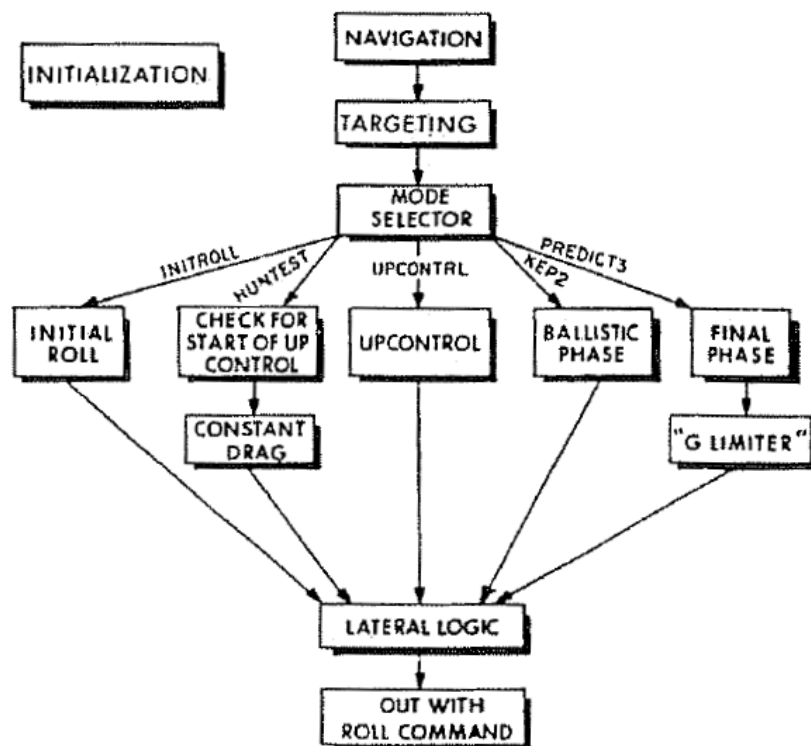 NAVIGATION
INITIALIZATION
TARGETING
MODE
SELECTOR
INITROLL
HUNTEST
UPCONTRL
KEP2
PREDICT3
INITIAL
ROLL
CHECK FOR
START OF UP
CONTROL
UPCONTROL
BALLISTIC
PHASE
FINAL
PHASE
CONSTANT
DRAG
"G LIMITER"
LATERAL LOGIC
OUT WITH
ROLL COMMAND